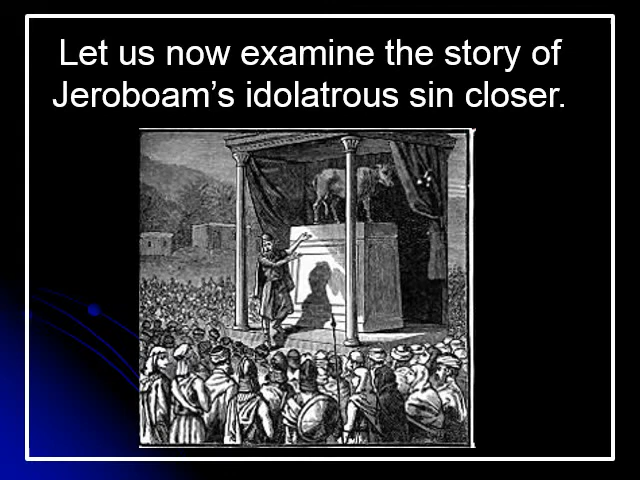 Let us now examine the story of
Jeroboam’s idolatrous sin closer.